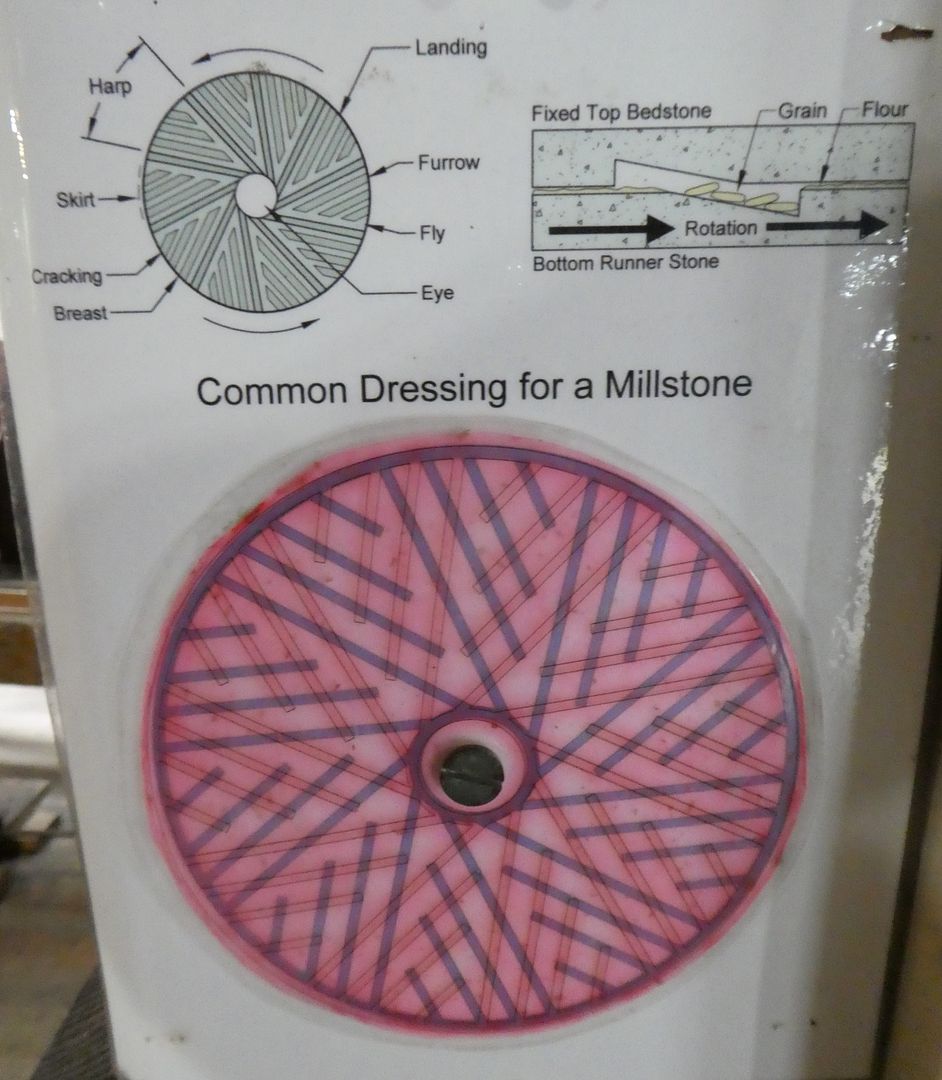 Landing
Harp
Furrow
Skirt
Fly
Cracking
Eye
Breast
Fixed Top Bedstone
Grain
Flour
Rotation
Bottom Runner Stone
Common Dressing for a Millstone